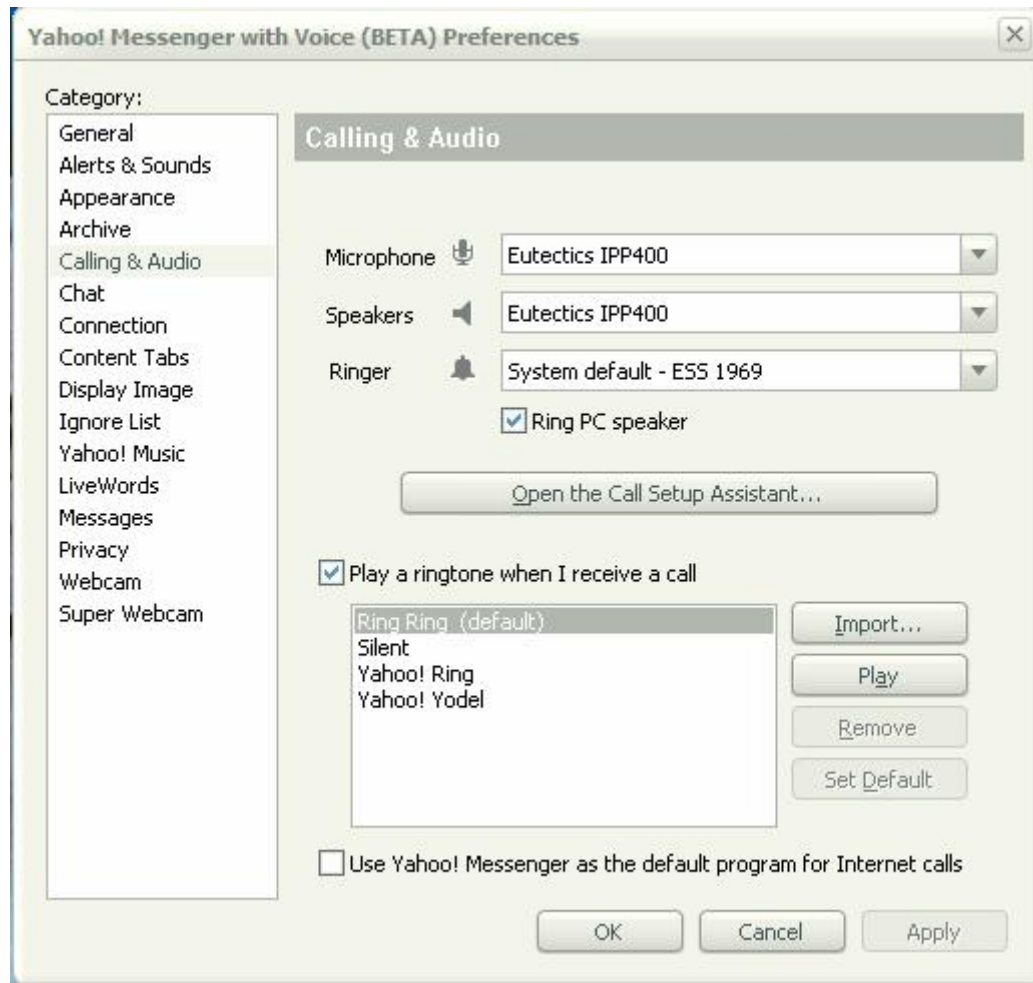 Yahoo! Messenger with Voice (BETA) Preferences
Category:
General
Alerts & Sounds
Appearance
Archive
Calling & Audio
Chat
Connection
Content Tabs
Display Image
Ignore List
Yahoo! Music
LiveWords
Messages
Privacy
Webcam
Super Webcam
Calling & Audio
Microphone Eutectics IPP400
Speakers Eutectics IPP400
Ringer System default - ESS 1969
Ring PC speaker
Open the Call Setup Assistant...
Play a ringtone when I receive a call
Ring Ring (default)
Silent
Yahoo! Ring
Yahoo! Yodel
Import...
Play
Remove
Set Default
Use Yahoo! Messenger as the default program for Internet calls
OK Cancel Apply